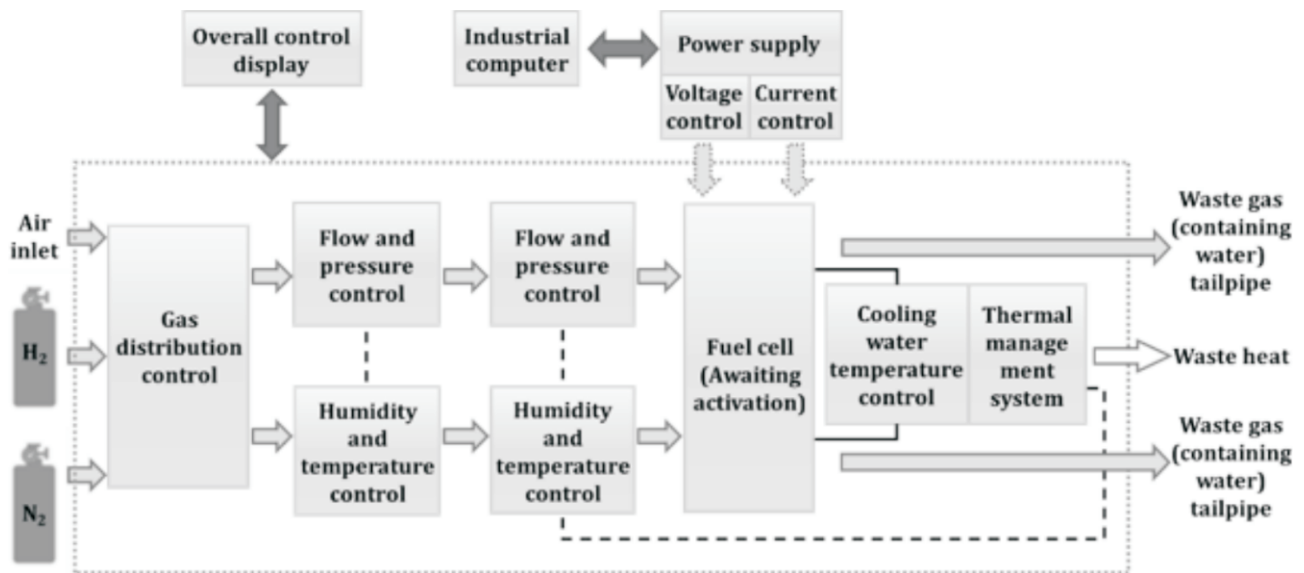 Overall control
display
Industrial
computer
Power supply
Voltage
control
Current
control
Air
inlet
H₂
N₂
Gas
distribution
control
Flow and
pressure
control
Flow and
pressure
control
Humidity
and
temperature
control
Humidity
and
temperature
control
Fuel cell
(Awaiting
activation)
Cooling
water
temperature
control
Thermal
manage
ment
system
Waste gas
(containing
water)
tailpipe
Waste heat
Waste gas
(containing
water)
tailpipe